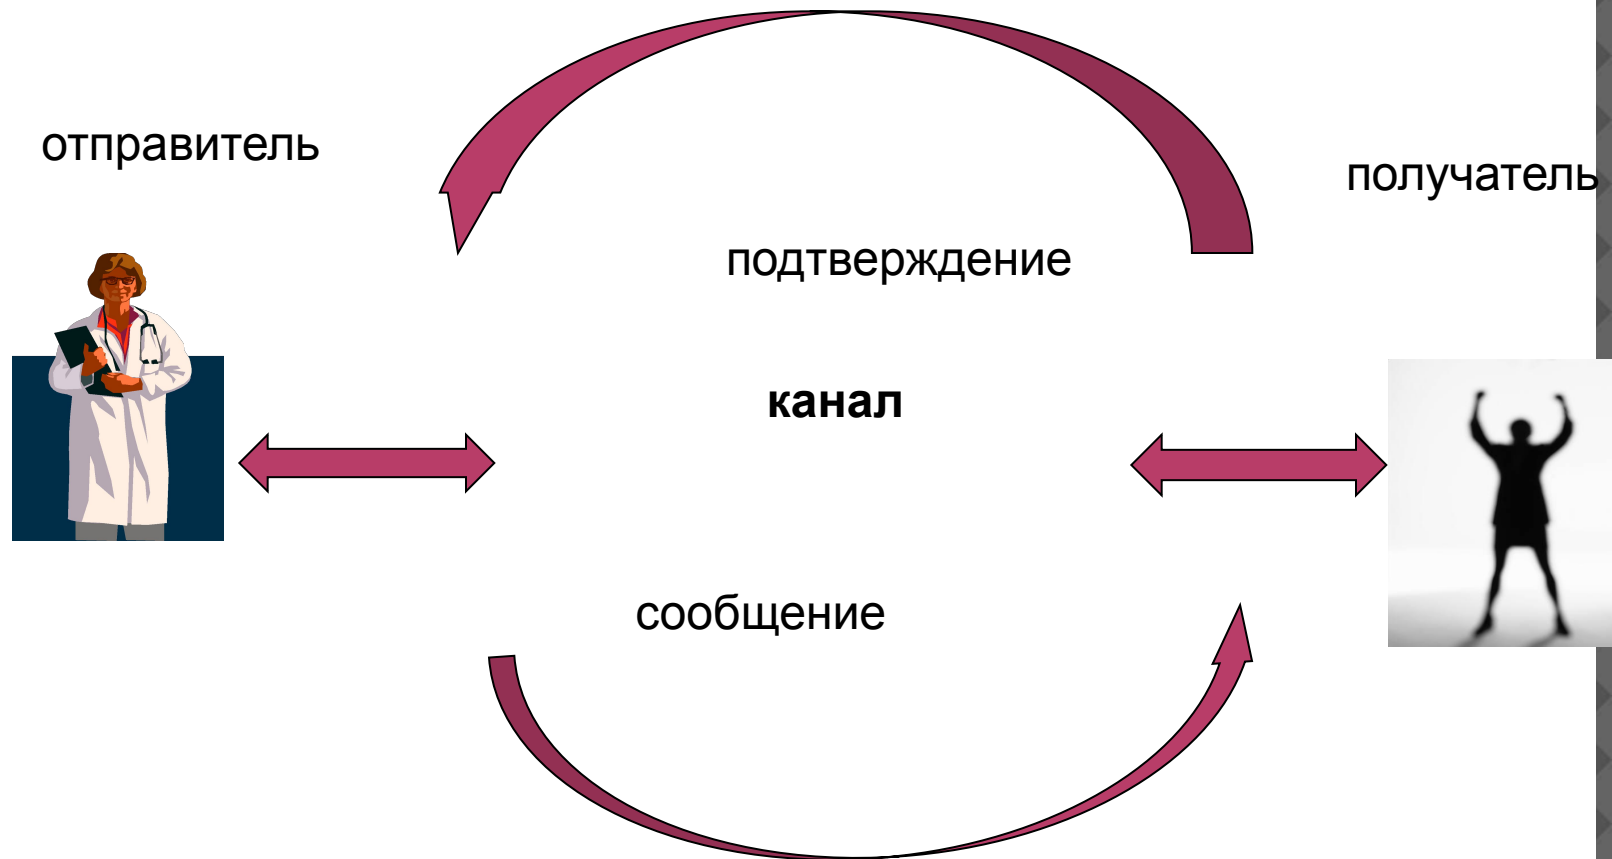 отправитель
получатель
подтверждение
канал
сообщение